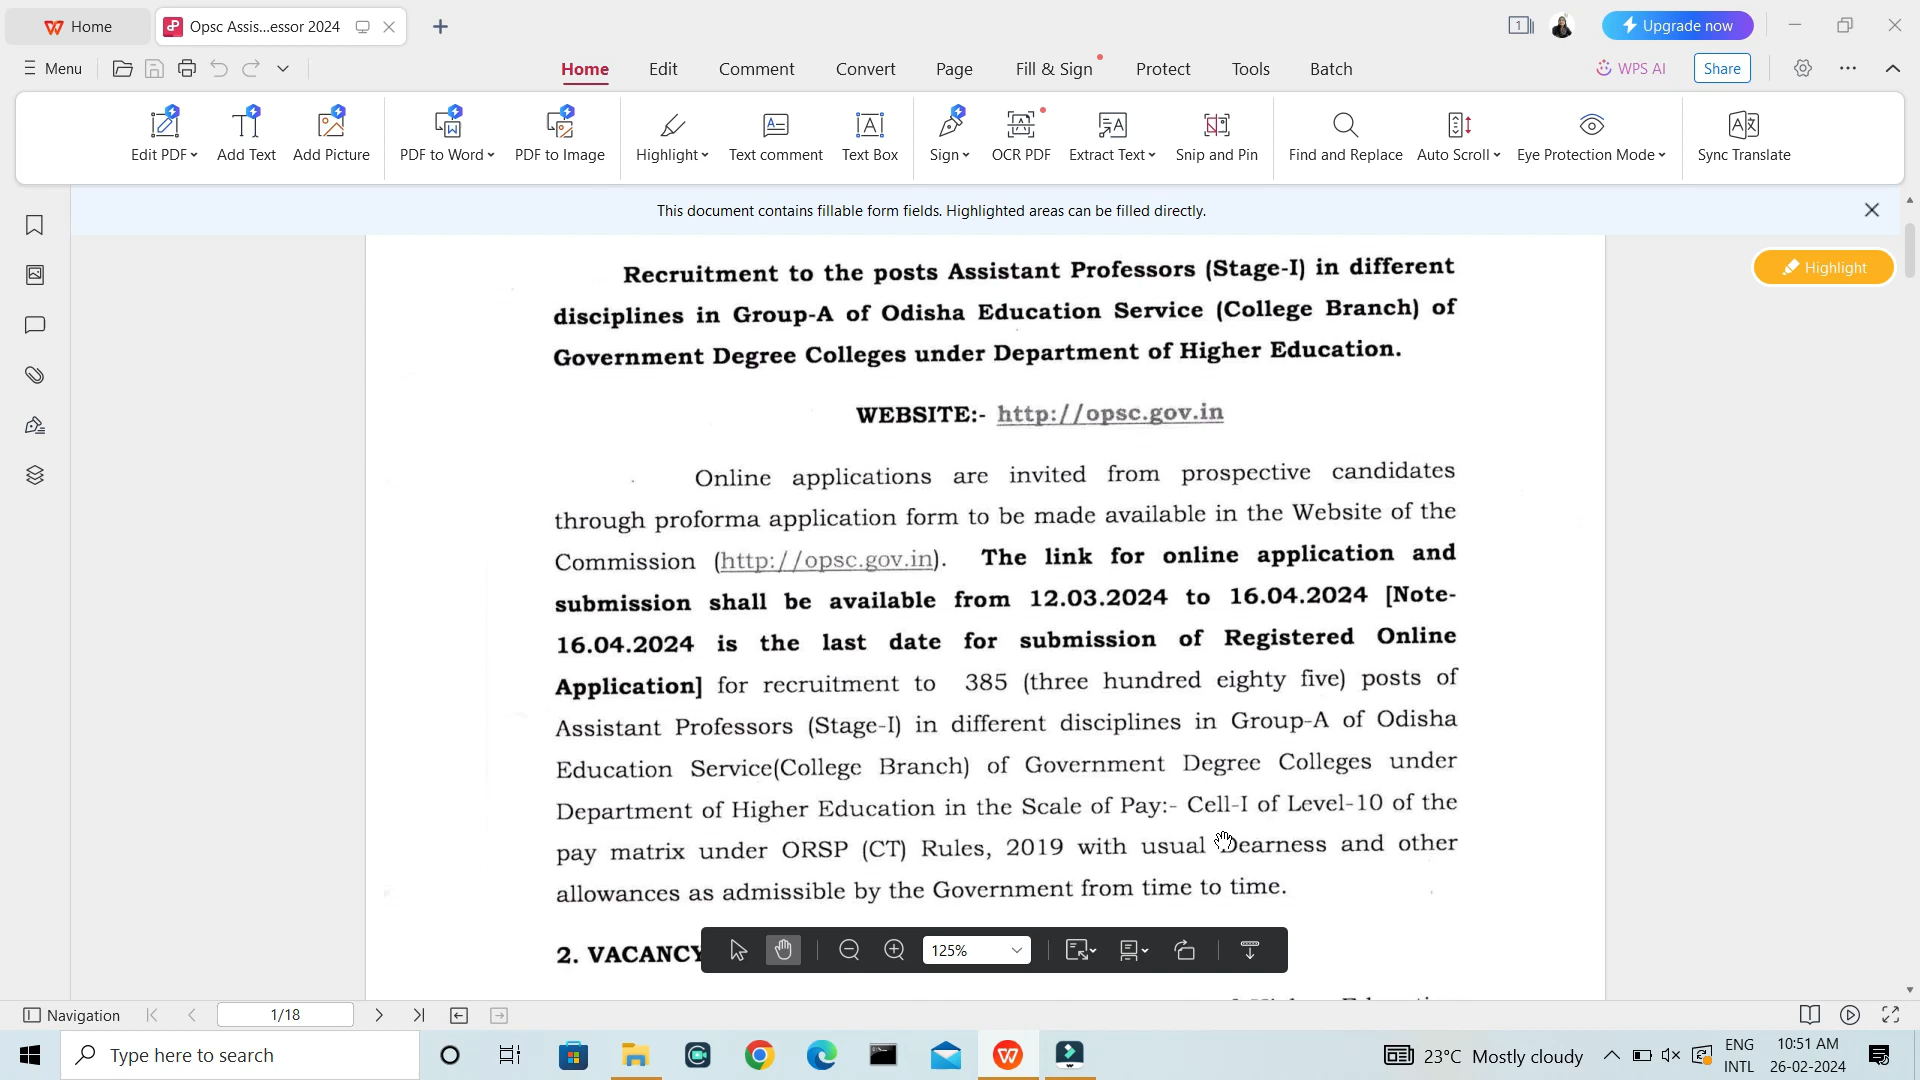 Home
Opsc Assis...essor 2024
1
Upgrade now
Menu
Home
Edit
Comment
Convert
Page
Fill & Sign
Protect
Tools
Batch
WPS AI
Share
Edit PDF
Add Text
Add Picture
PDF to Word
PDF to Image
Highlight
Text comment
Text Box
Sign
OCR PDF
Extract Text
Snip and Pin
Find and Replace
Auto Scroll
Eye Protection Mode
Sync Translate
This document contains fillable form fields. Highlighted areas can be filled directly.
Highlight
Recruitment to the posts Assistant Professors (Stage-I) in different
disciplines in Group-A of Odisha Education Service (College Branch) of
Government Degree Colleges under Department of Higher Education.
WEBSITE:- http://opsc.gov.in
Online applications are invited from prospective candidates
through proforma application form to be made available in the Website of the
Commission (http://opsc.gov.in). The link for online application and
submission shall be available from 12.03.2024 to 16.04.2024 [Note-
16.04.2024 is the last date for submission of Registered Online
Application] for recruitment to 385 (three hundred eighty five) posts of
Assistant Professors (Stage-I) in different disciplines in Group-A of Odisha
Education Service(College Branch) of Government Degree Colleges under
Department of Higher Education in the Scale of Pay:- Cell-I of Level-10 of the
pay matrix under ORSP (CT) Rules, 2019 with usual Dearness and other
allowances as admissible by the Government from time to time.
2. VACANCY
125%
Navigation
1/18
Type here to search
23°C Mostly cloudy
ENG
INTL
10:51 AM
26-02-2024